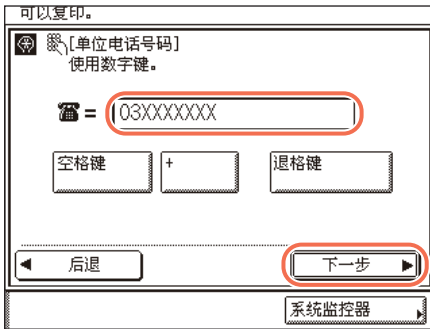 可以复印。
[单位电话号码]
使用数字键。
= 03XXXXXXX
空格键 + 退格键
后退 下一步
系统监控器